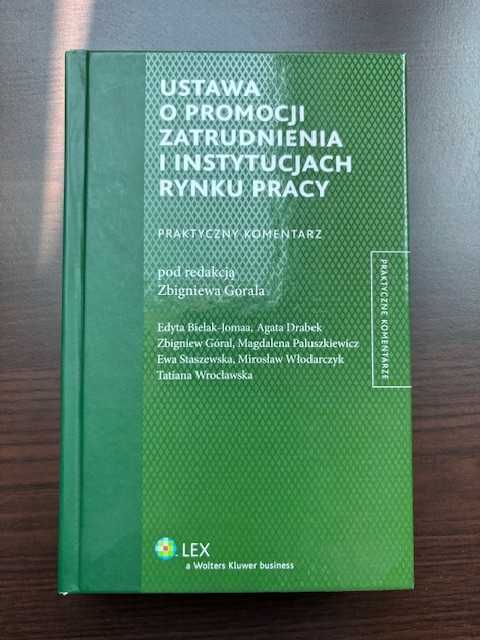 USTAWA
O PROMOCJI
ZATRUDNIENIA
I INSTYTUCJACH
RYNKU PRACY
PRAKTYCZNY KOMENTARZ
pod redakcją
Zbigniewa Górala
Edyta Bielak-Jomaa, Agata Drabek
Zbigniew Góral, Magdalena Paluszkiewicz
Ewa Staszewska, Mirosław Włodarczyk
Tatiana Wrocławska
PRAKTYCZNE KOMENTARZE
LEX
a Wolters Kluwer business